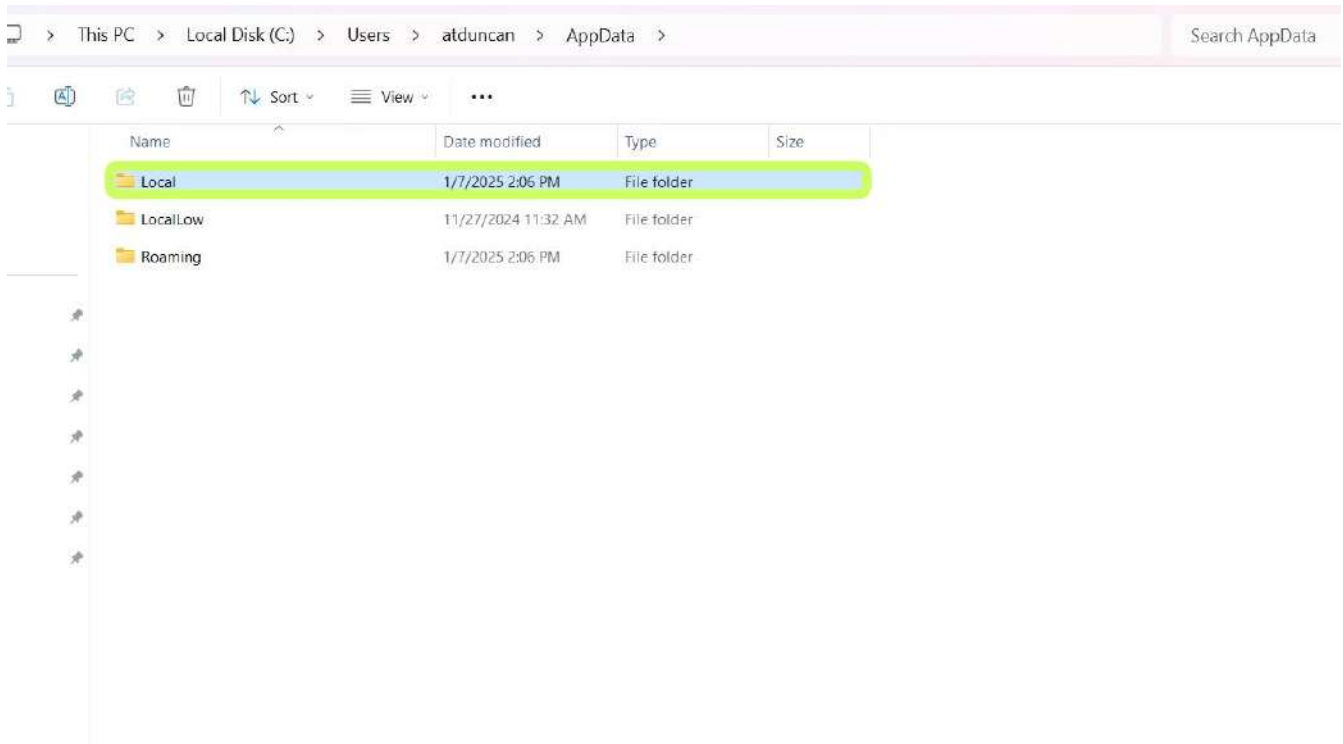 This PC > Local Disk (C:) > Users > atduncan > AppData > Search AppData
Sort View ...
Name Date modified Type Size
Local 1/7/2025 2:06 PM File folder
LocalLow 11/27/2024 11:32 AM File folder
Roaming 1/7/2025 2:06 PM File folder